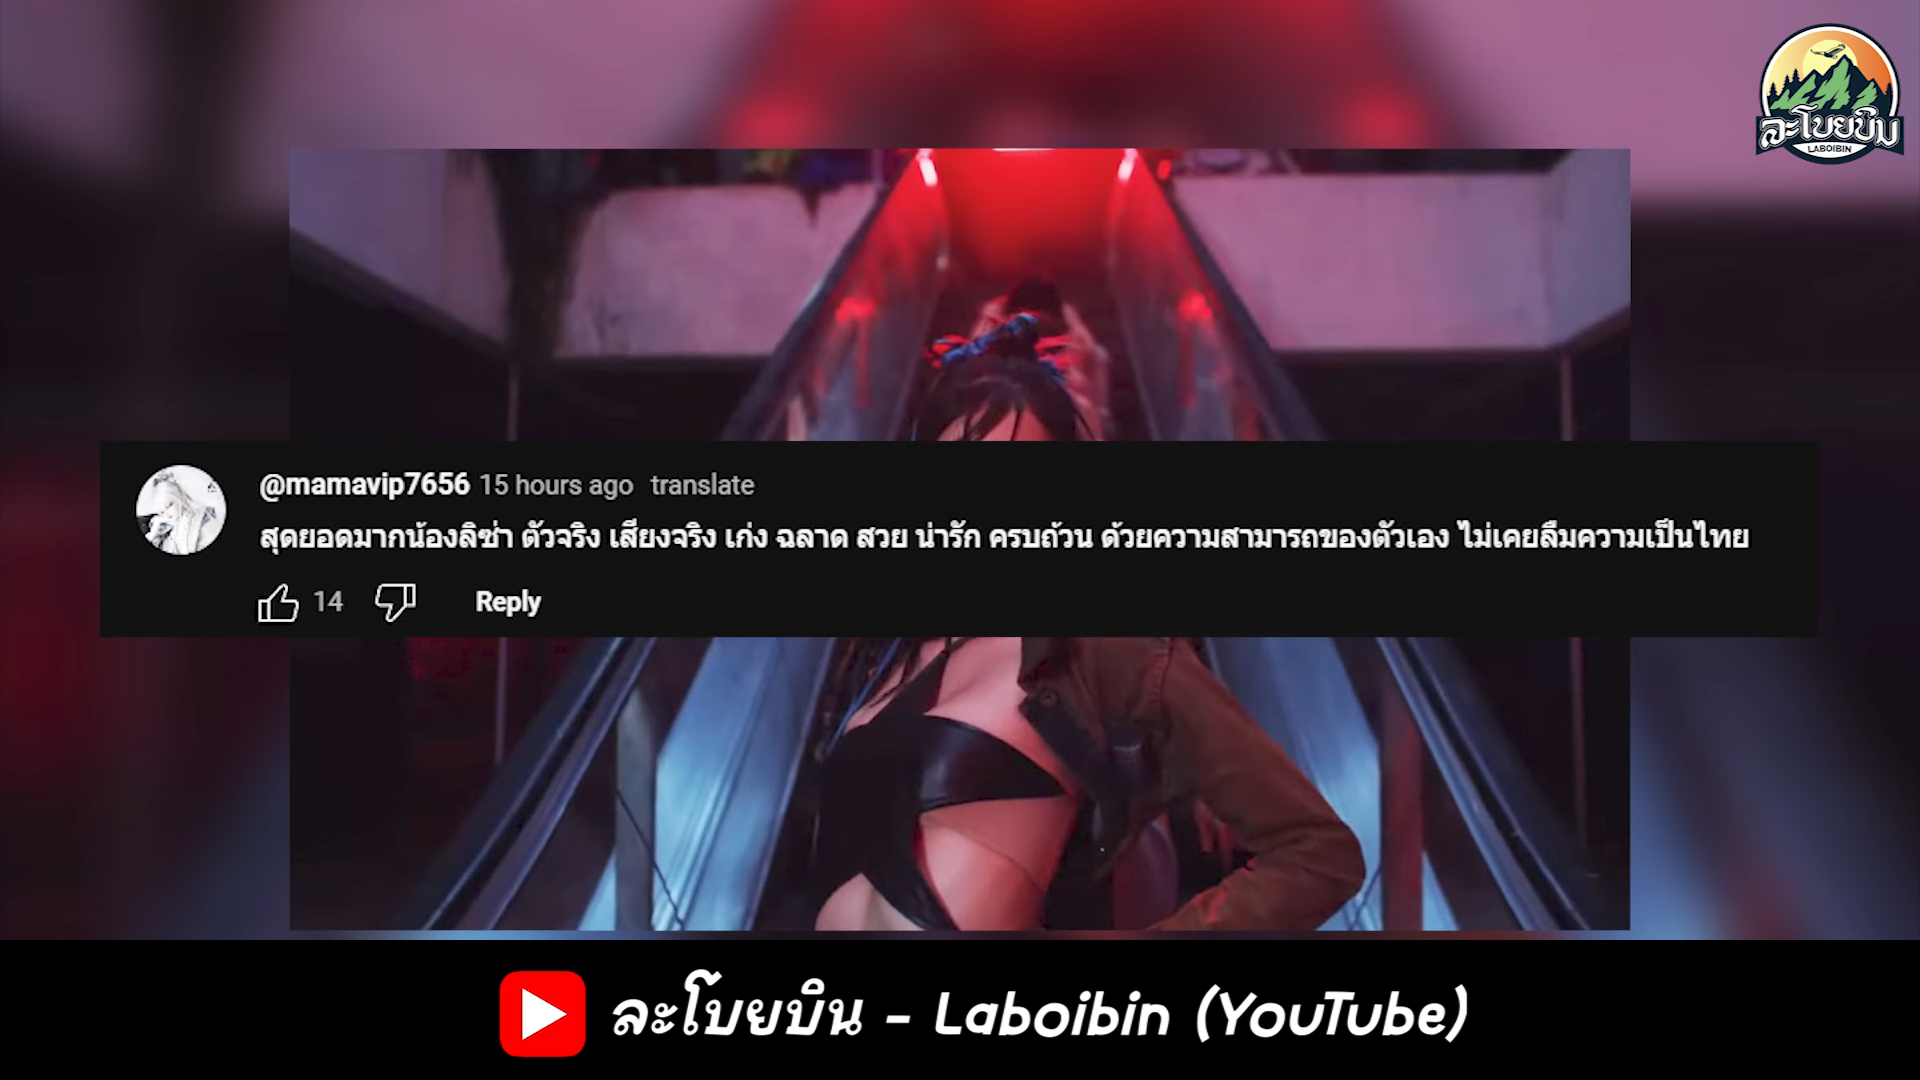 ละโบยบิน
LABOIBIN
@mamavip7656 15 hours ago translate
สุดยอดมากน้องลิซ่า ตัวจริง เสียงจริง เก่ง ฉลาด สวย น่ารัก ครบถ้วน ด้วยความสามารถของตัวเอง ไม่เคยลืมความเป็นไทย
14 Reply
ละโบยบิน - Laboibin (YouTube)